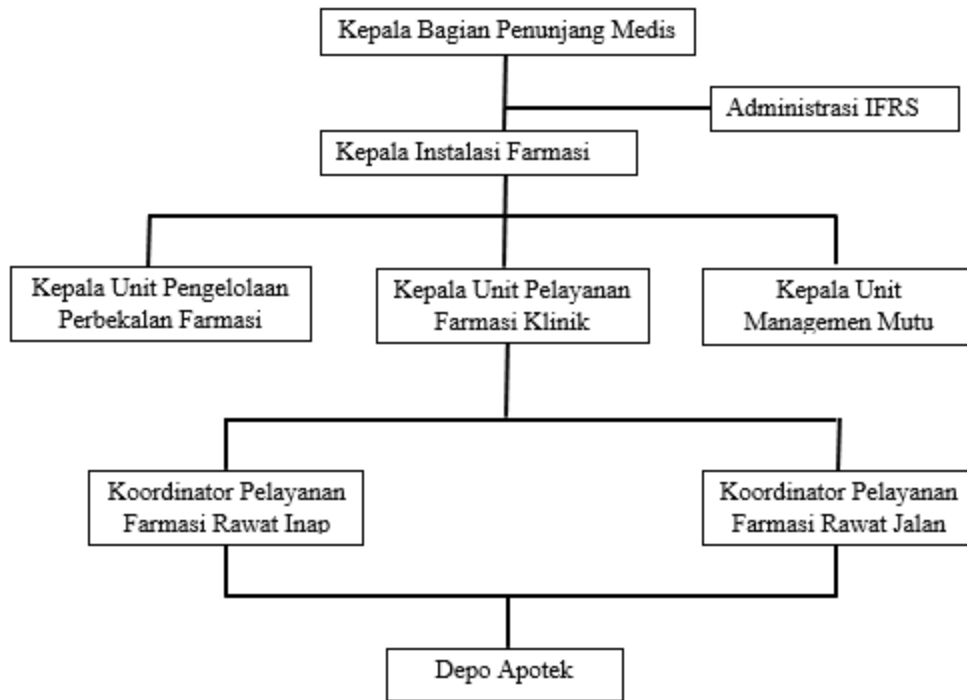 Kepala Bagian Penunjang Medis
Administrasi IFRS
Kepala Instalasi Farmasi
Kepala Unit Pengelolaan
Perbekalan Farmasi
Kepala Unit Pelayanan
Farmasi Klinik
Kepala Unit
Managemen Mutu
Koordinator Pelayanan
Farmasi Rawat Inap
Koordinator Pelayanan
Farmasi Rawat Jalan
Depo Apotek